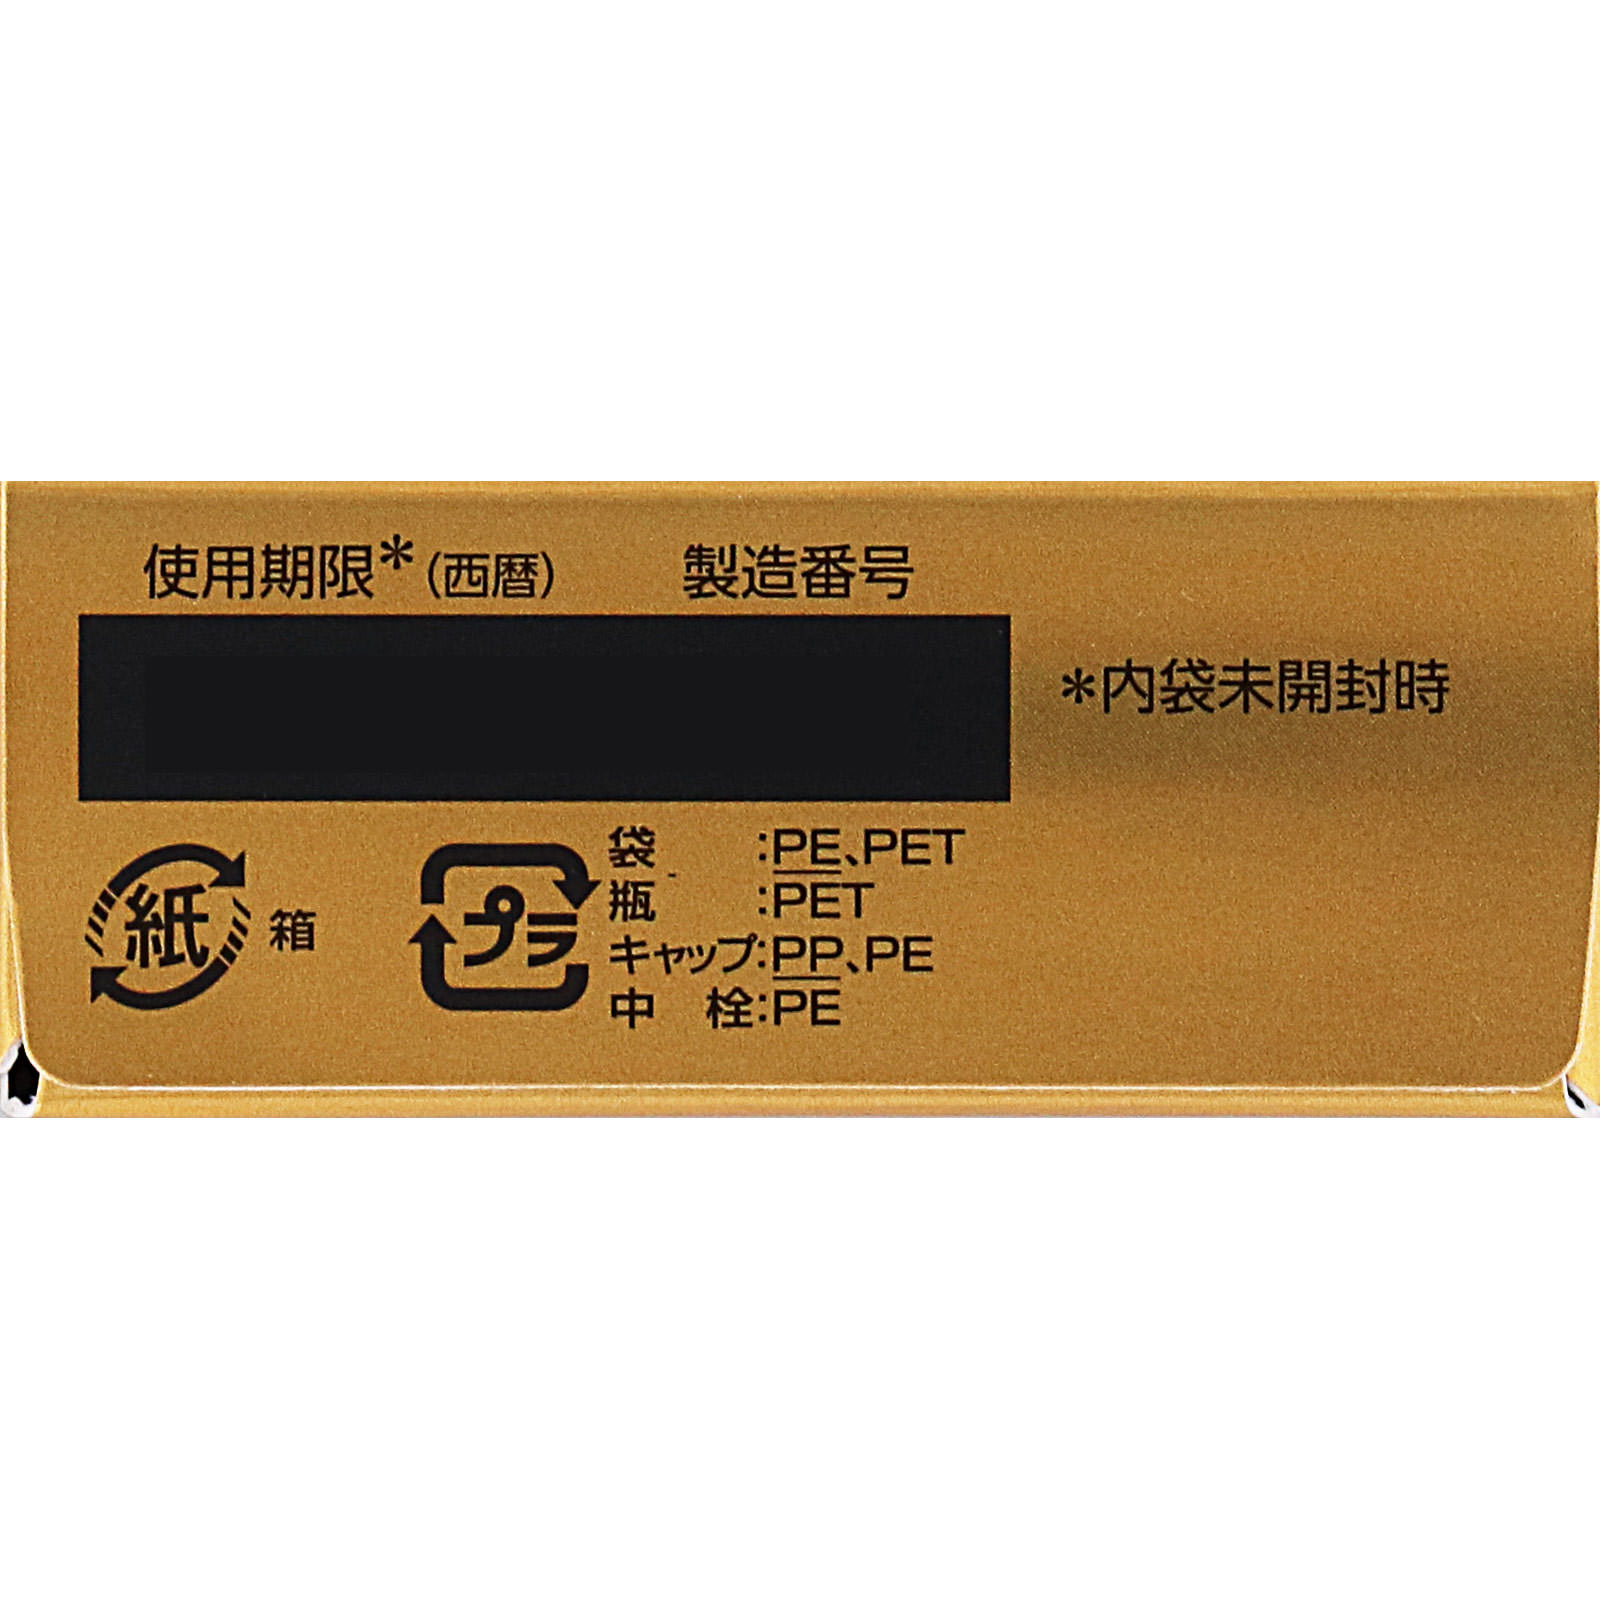 使用期限*(西暦) 製造番号
*内袋未開封時
紙 箱
プラ
袋 :PE、PET
瓶 :PET
キャップ:PP、PE
中 栓:PE